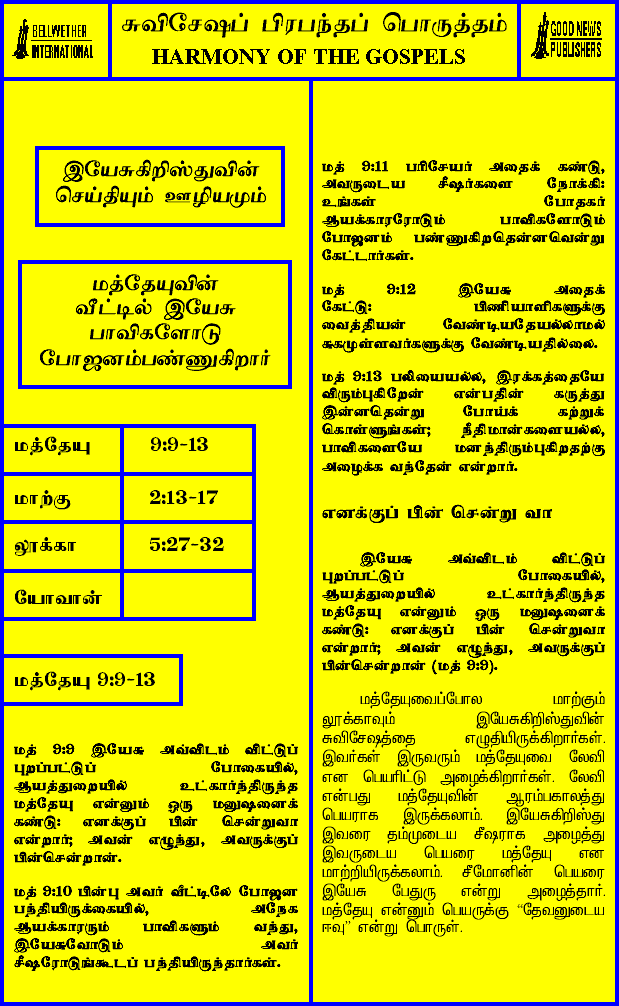 BELLWETHER
INTERNATIONAL
சுவிசேஷப் பிரபந்தப் பொருத்தம்
HARMONY OF THE GOSPELS
GOOD NEWS
PUBLISHERS
இயேசுகிறிஸ்துவின்
செய்தியும் ஊழியமும்
மத்தேயுவின்
வீட்டில் இயேசு
பாவிகளோடு
போஜனம்பண்ணுகிறார்
மத்தேயு 9:9-13
மாற்கு 2:13-17
லூக்கா 5:27-32
யோவான்
மத்தேயு 9:9-13
மத் 9:9 இயேசு அவ்விடம் விட்டுப்
புறப்பட்டுப் போகையில்,
ஆயத்துறையில் உட்கார்ந்திருந்த
மத்தேயு என்னும் ஒரு மனுஷனைக்
கண்டு: எனக்குப் பின் சென்றுவா
என்றார்; அவன் எழுந்து, அவருக்குப்
பின்சென்றான்.
மத் 9:10 பின்பு அவர் வீட்டிலே போஜன
பந்தியிருக்கையில், அநேக
ஆயக்காரரும் பாவிகளும் வந்து,
இயேசுவோடும் அவர்
சீஷரோடுங்கூடப் பந்தியிருந்தார்கள்.
மத் 9:11 பரிசேயர் அதைக் கண்டு,
அவருடைய சீஷர்களை நோக்கி:
உங்கள் போதகர்
ஆயக்காரரோடும் பாவிகளோடும்
போஜனம் பண்ணுகிறதென்னவென்று
கேட்டார்கள்.
மத் 9:12 இயேசு அதைக்
கேட்டு: பிணியாளிகளுக்கு
வைத்தியன் வேண்டியதேயல்லாமல்
சுகமுள்ளவர்களுக்கு வேண்டியதில்லை.
மத் 9:13 பலியையல்ல, இரக்கத்தையே
விரும்புகிறேன் என்பதின் கருத்து
இன்னதென்று போய்க் கற்றுக்
கொள்ளுங்கள்; நீதிமான்களையல்ல,
பாவிகளையே மனந்திரும்புகிறதற்கு
அழைக்க வந்தேன் என்றார்.
எனக்குப் பின் சென்று வா
இயேசு அவ்விடம் விட்டுப்
புறப்பட்டுப் போகையில்,
ஆயத்துறையில் உட்கார்ந்திருந்த
மத்தேயு என்னும் ஒரு மனுஷனைக்
கண்டு: எனக்குப் பின் சென்றுவா
என்றார்; அவன் எழுந்து, அவருக்குப்
பின்சென்றான் (மத் 9:9).
மத்தேயுவைப்போல மாற்கும்
லூக்காவும் இயேசுகிறிஸ்துவின்
சுவிசேஷத்தை எழுதியிருக்கிறார்கள்.
இவர்கள் இருவரும் மத்தேயுவை லேவி
என பெயரிட்டு அழைக்கிறார்கள். லேவி
என்பது மத்தேயுவின் ஆரம்பகாலத்து
பெயராக இருக்கலாம். இயேசுகிறிஸ்து
இவரை தம்முடைய சீஷராக அழைத்து
இவருடைய பெயரை மத்தேயு என
மாற்றியிருக்கலாம். சீமோனின் பெயரை
இயேசு பேதுரு என்று அழைத்தார்.
மத்தேயு என்னும் பெயருக்கு “தேவனுடைய
ஈவு” என்று பொருள்.